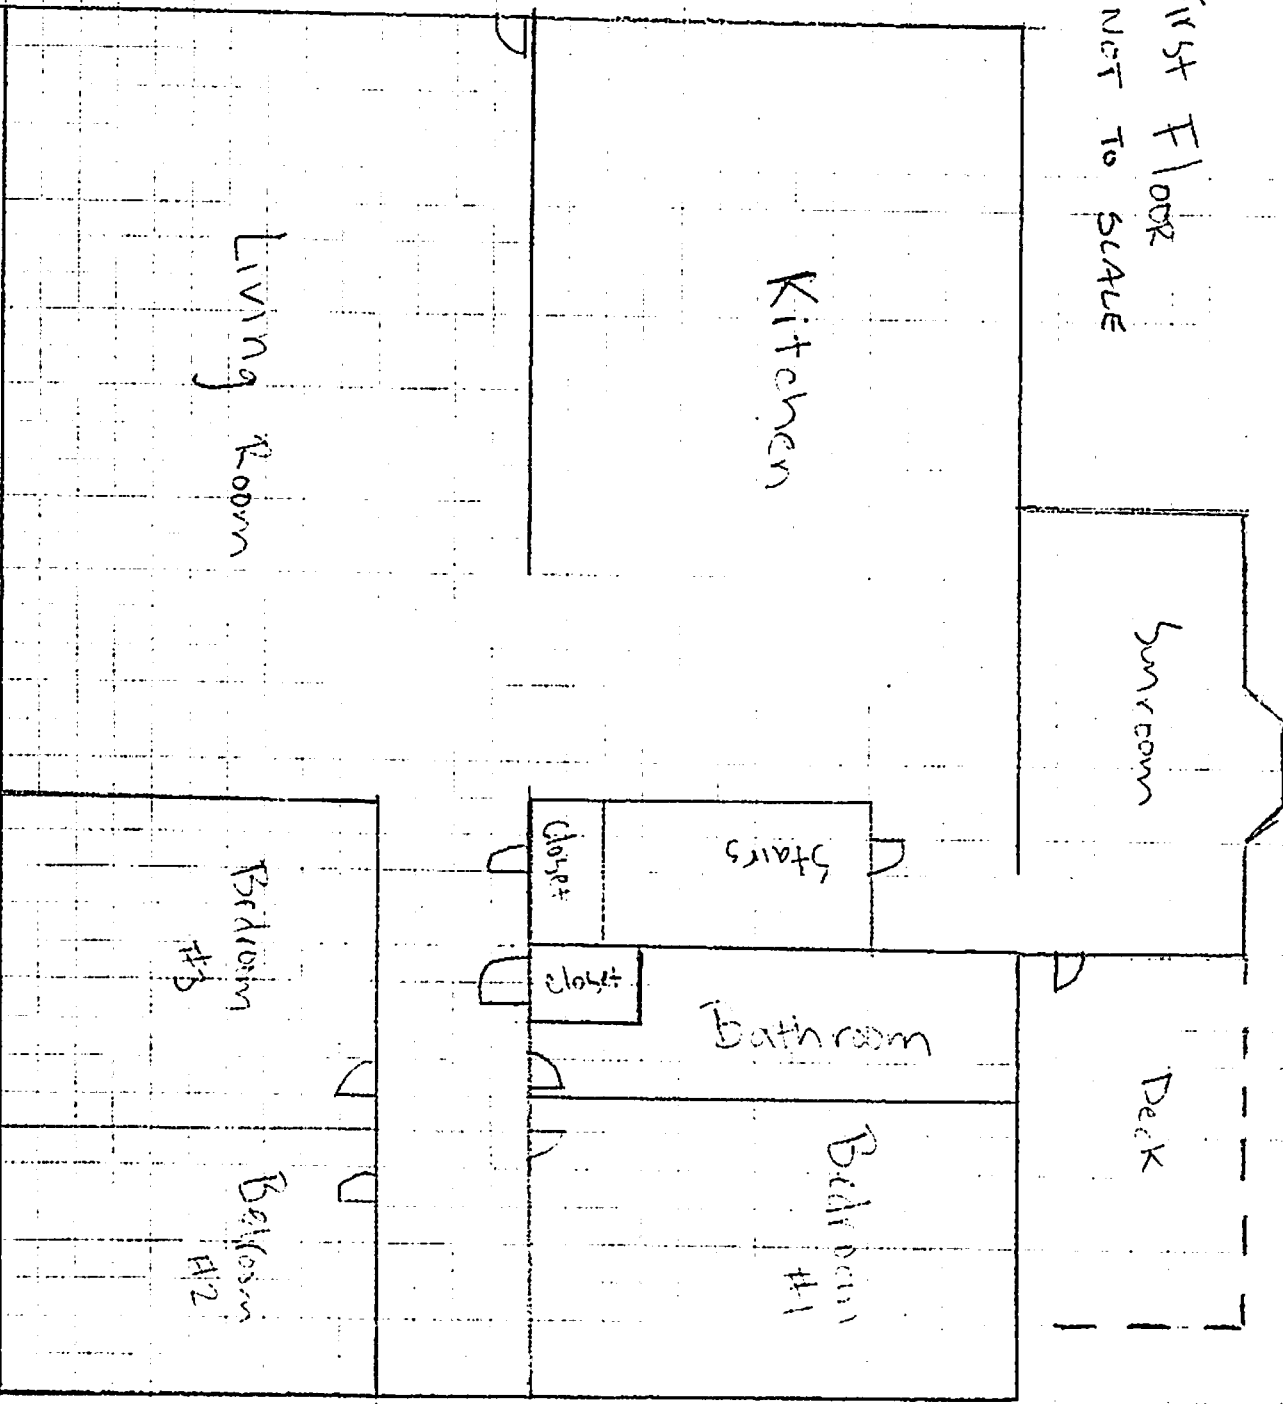 First Floor
NOT TO SCALE
Sunroom
Deck
Kitchen
Stairs
Closet
closet
Bathroom
Bedroom
#1
Living Room
Bedroom
#3
Bedroom
#2